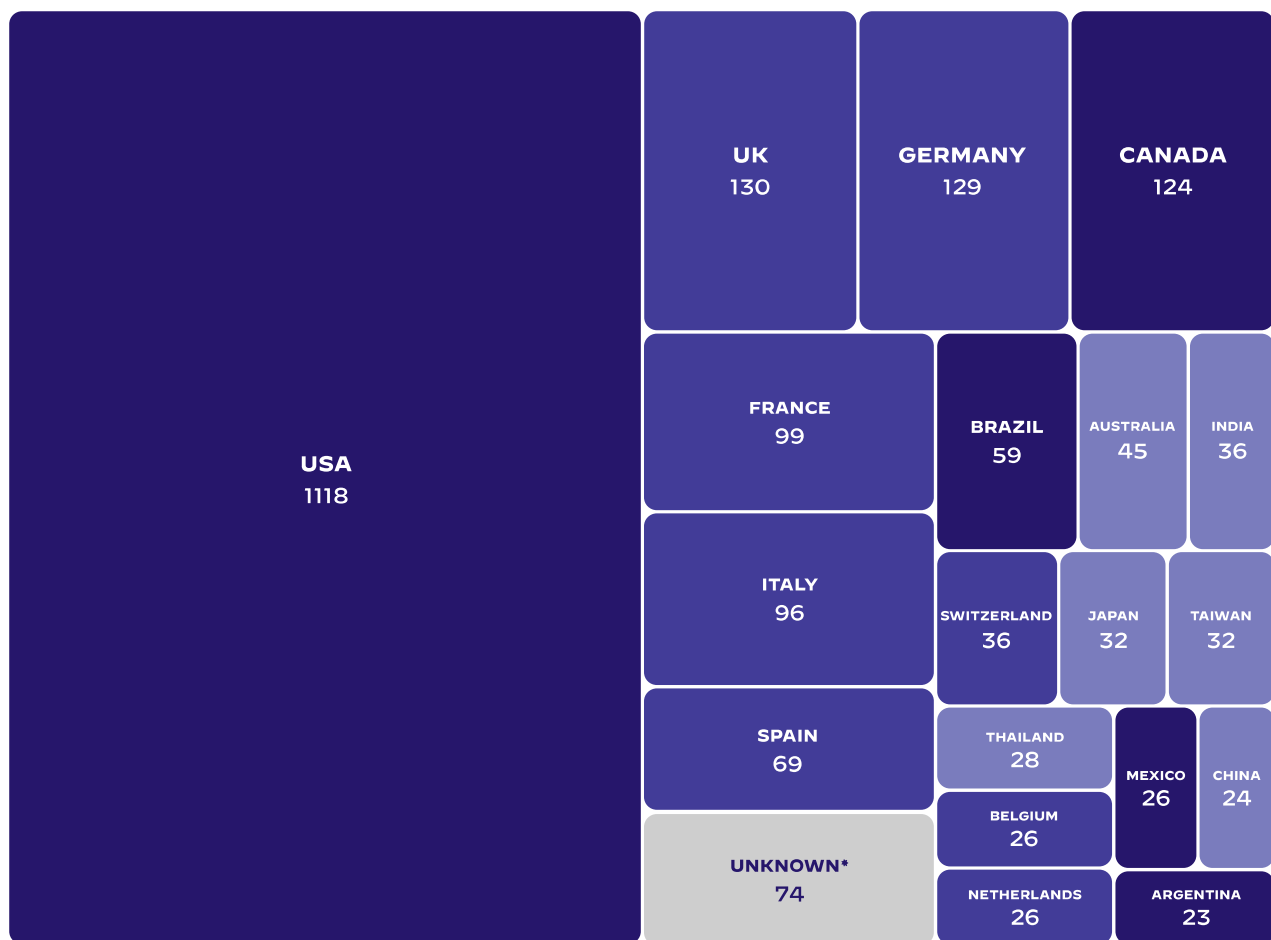 USA
1118
UK
130
GERMANY
129
CANADA
124
FRANCE
99
ITALY
96
SPAIN
69
UNKNOWN*
74
BRAZIL
59
AUSTRALIA
45
INDIA
36
SWITZERLAND
36
JAPAN
32
TAIWAN
32
THAILAND
28
BELGIUM
26
NETHERLANDS
26
MEXICO
26
CHINA
24
ARGENTINA
23